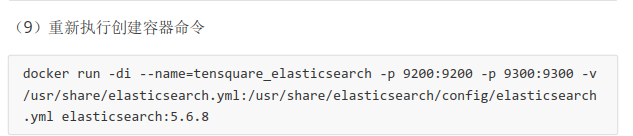 （9）重新执行创建容器命令
docker run -di --name=tensquare_elasticsearch -p 9200:9200 -p 9300:9300 -v
/usr/share/elasticsearch.yml:/usr/share/elasticsearch/config/elasticsearch
.yml elasticsearch:5.6.8